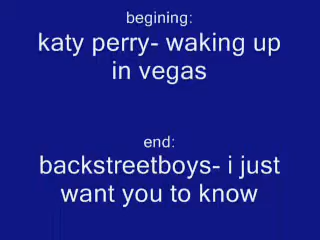 begining:
katy perry- waking up
in vegas
end:
backstreetboys- i just
want you to know